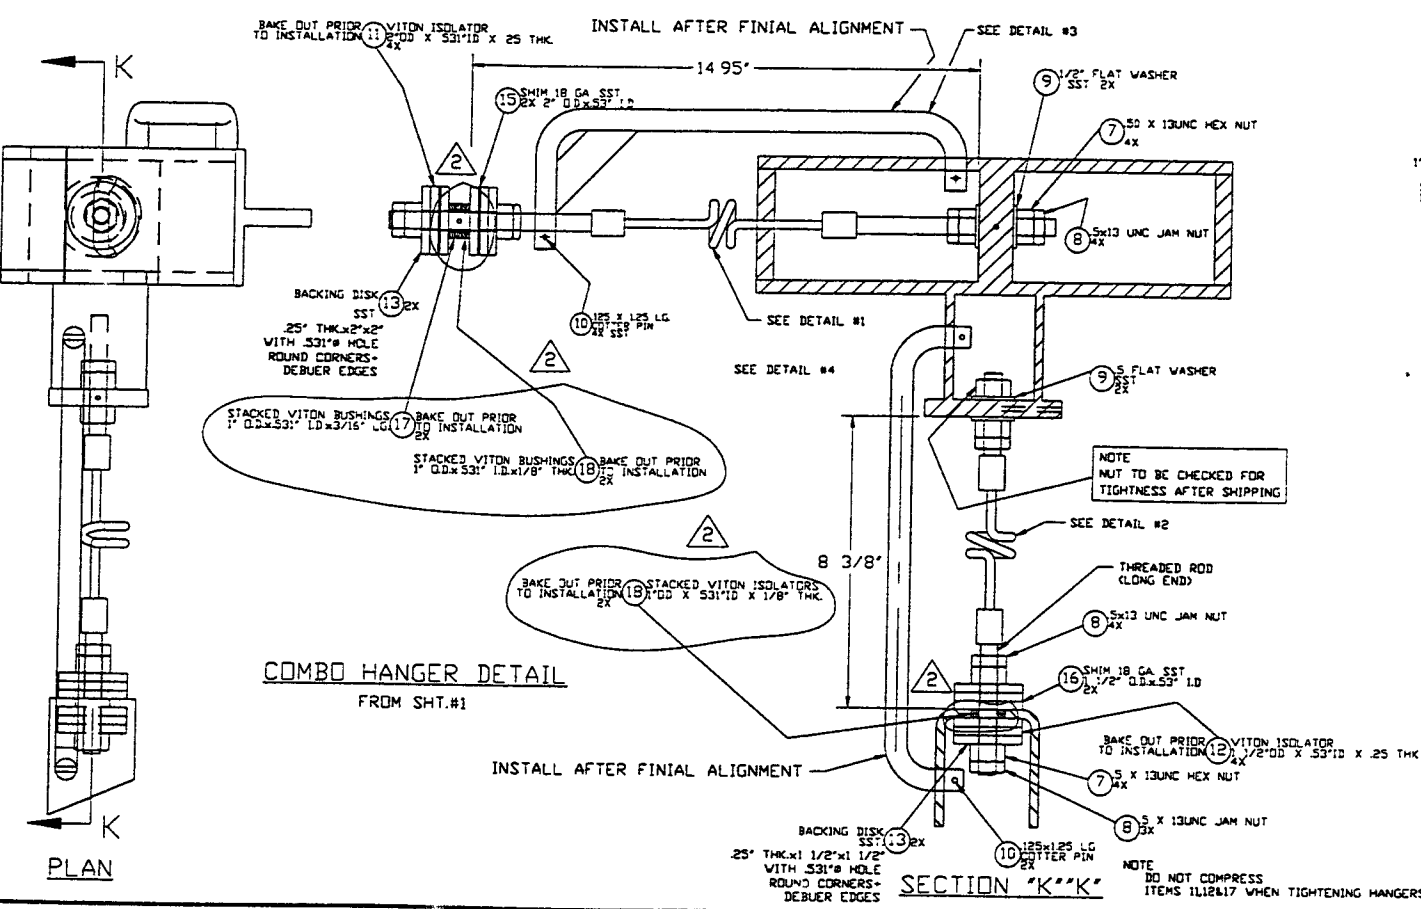 BAKE OUT PRIOR
TO INSTALLATION
11
VITON ISOLATOR
2"OD X .531"ID X .25 THK.
4X
INSTALL AFTER FINIAL ALIGNMENT
SEE DETAIL #3
K
14.95"
15
SHIM 18 GA. SST
2X 2" O.D.x.53" I.D
9
1/2" FLAT WASHER
SST 2X
7
.50 X 13UNC HEX NUT
4X
2
8
.5x13 UNC JAM NUT
4X
BACKING DISK
SST
13
2X
.25" THK.x2"x2"
WITH .531"ø HOLE
ROUND CORNERS+
DEBUER EDGES
10
.125 X 1.25 LG
COTTER PIN
4X SST
SEE DETAIL #1
2
SEE DETAIL #4
9
.5 FLAT WASHER
SST
2X
STACKED VITON BUSHINGS
1" O.D.x.531" I.D.x3/16" LG.
17
BAKE OUT PRIOR
TO INSTALLATION
2X
STACKED VITON BUSHINGS
1" O.D.x.531" I.D.x1/8" THK.
18
BAKE OUT PRIOR
TO INSTALLATION
2X
NOTE
NUT TO BE CHECKED FOR
TIGHTNESS AFTER SHIPPING
2
SEE DETAIL #2
8 3/8"
THREADED ROD
(LONG END)
BAKE OUT PRIOR
TO INSTALLATION
2X
18
STACKED VITON ISOLATORS
1"OD X .531"ID X 1/8" THK.
8
.5x13 UNC JAM NUT
4X
COMBO HANGER DETAIL
FROM SHT.#1
2
16
SHIM 18 GA. SST
1 1/2" O.D.x.53" I.D
2X
BAKE OUT PRIOR
TO INSTALLATION
12
VITON ISOLATOR
1 1/2"OD X .53"ID X .25 THK
4X
INSTALL AFTER FINIAL ALIGNMENT
7
.5 X 13UNC HEX NUT
4X
K
8
.5 X 13UNC JAM NUT
3X
BACKING DISK
SST
13
2X
.25" THK.x1 1/2"x1 1/2"
WITH .531"ø HOLE
ROUND CORNERS+
DEBUER EDGES
10
.125x1.25 LG
COTTER PIN
2X
PLAN
SECTION "K""K"
NOTE
DO NOT COMPRESS
ITEMS 11,12&17 WHEN TIGHTENING HANGERS